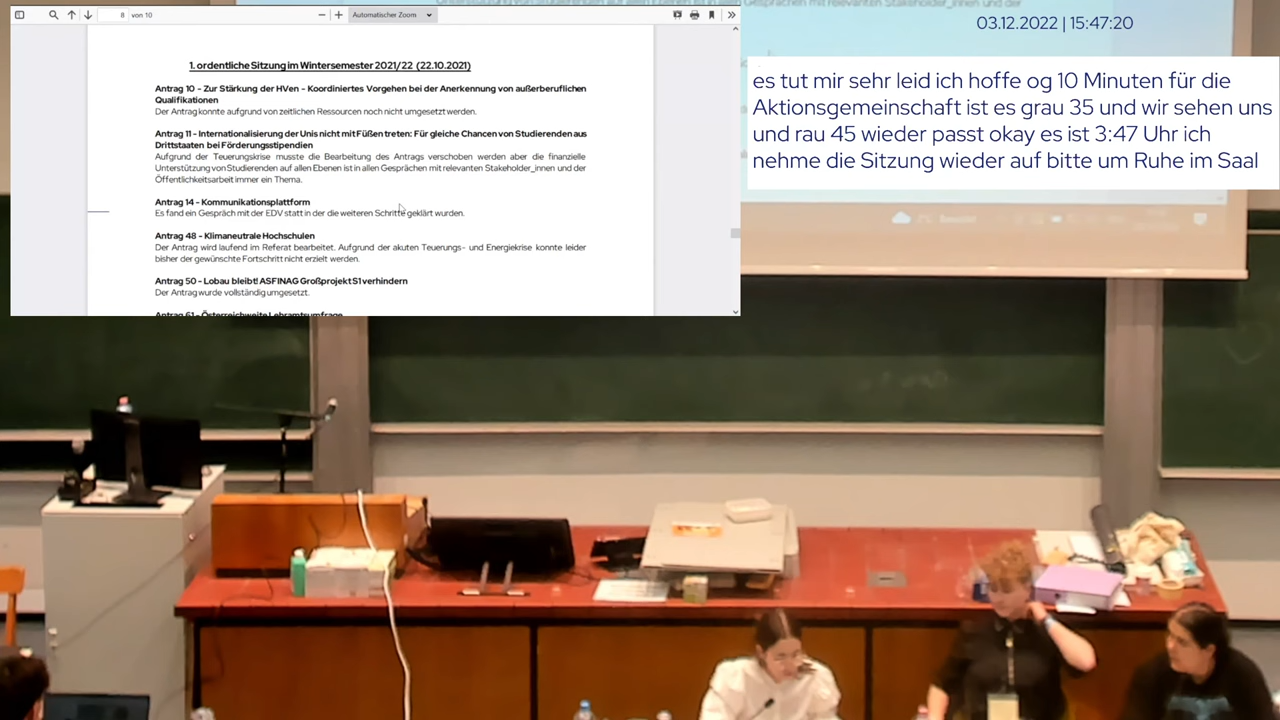 8 von 10
Automatischer Zoom
1. ordentliche Sitzung im Wintersemester 2021/22 (22.10.2021)
Antrag 10 - Zur Stärkung der HVen - Koordiniertes Vorgehen bei der Anerkennung von außerberuflichen
Qualifikationen
Der Antrag konnte aufgrund von zeitlichen Ressourcen noch nicht umgesetzt werden.
Antrag 11 - Internationalisierung der Unis nicht mit Füßen treten: Für gleiche Chancen von Studierenden aus
Drittstaaten bei Förderungsstipendien
Aufgrund der Teuerungskrise musste die Bearbeitung des Antrags verschoben werden aber die finanzielle
Unterstützung von Studierenden auf allen Ebenen ist in allen Gesprächen mit relevanten Stakeholder_innen und der
Öffentlichkeitsarbeit immer ein Thema.
Antrag 14 - Kommunikationsplattform
Es fand ein Gespräch mit der EDV statt in der die weiteren Schritte geklärt wurden.
Antrag 48 - Klimaneutrale Hochschulen
Der Antrag wird laufend im Referat bearbeitet. Aufgrund der akuten Teuerungs- und Energiekrise konnte leider
bisher der gewünschte Fortschritt nicht erzielt werden.
Antrag 50 - Lobau bleibt! ASFINAG Großprojekt S1 verhindern
Der Antrag wurde vollständig umgesetzt.
Antrag 61 - Österreichweite Lehramtsumfrage
03.12.2022 | 15:47:20
es tut mir sehr leid ich hoffe og 10 Minuten für die
Aktionsgemeinschaft ist es grau 35 und wir sehen uns
und rau 45 wieder passt okay es ist 3:47 Uhr ich
nehme die Sitzung wieder auf bitte um Ruhe im Saal